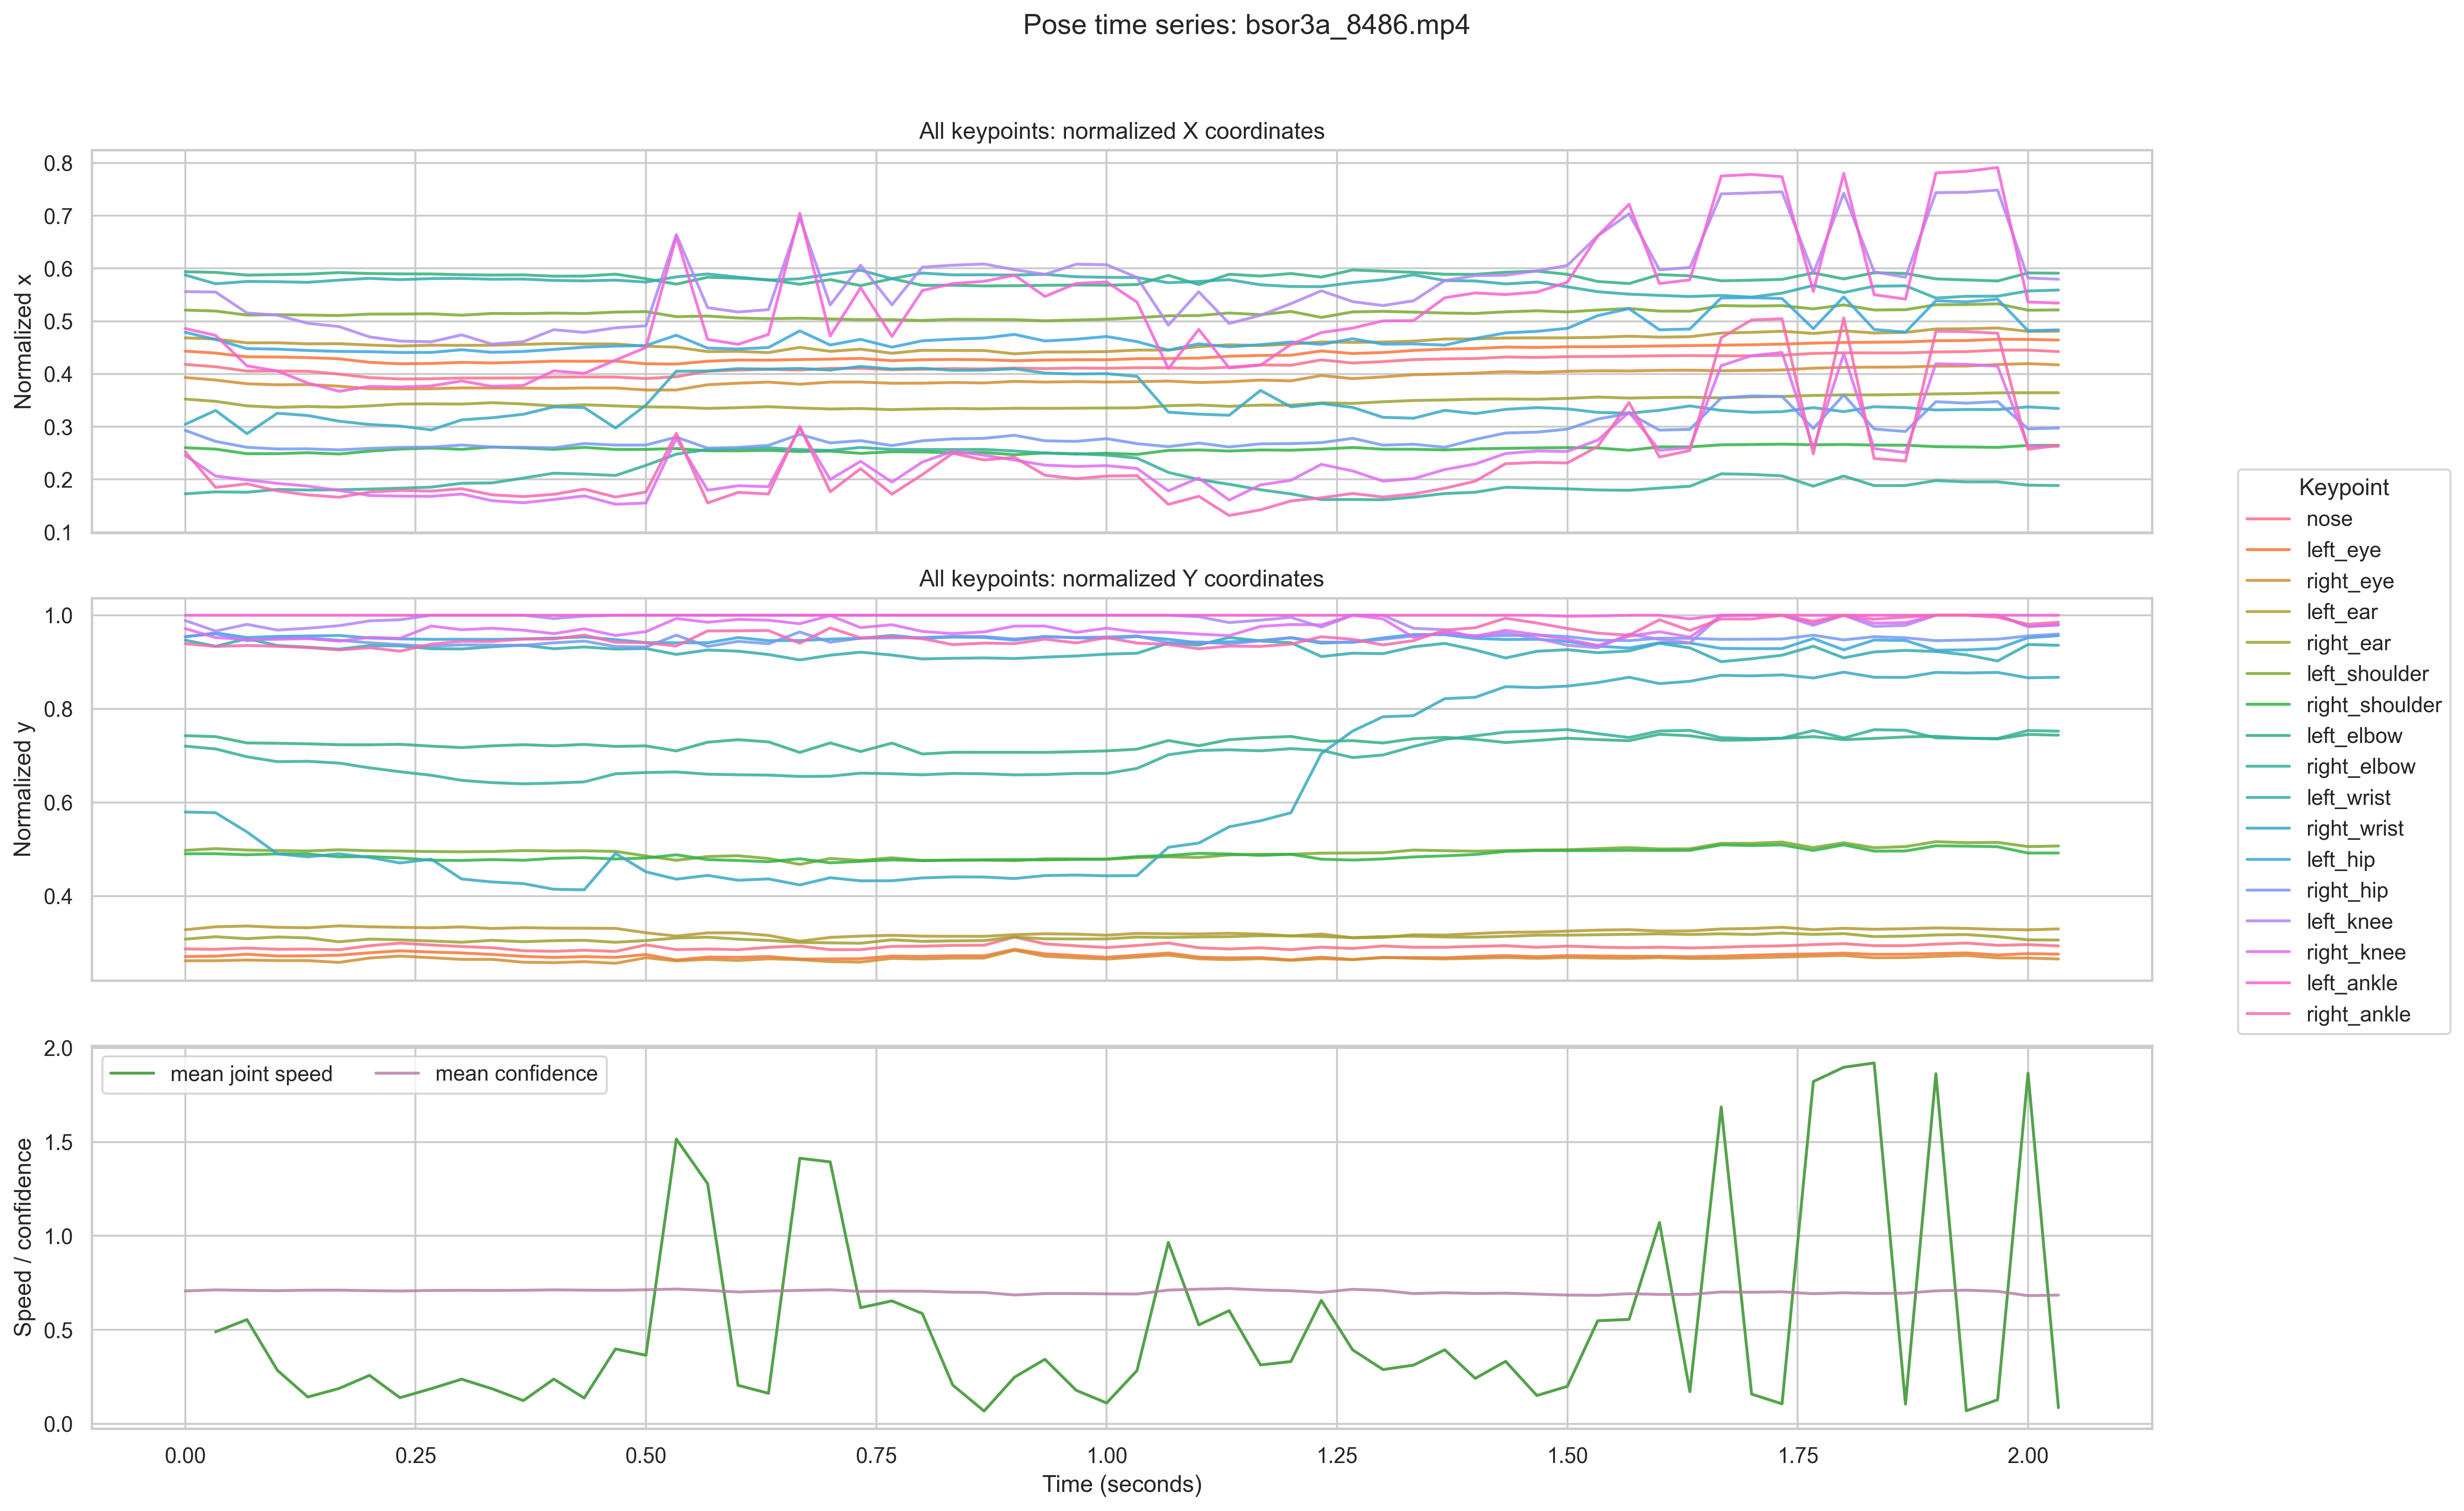 Pose time series: bsor3a_8486.mp4
All keypoints: normalized X coordinates
Normalized x
0.8
0.7
0.6
0.5
0.4
0.3
0.2
0.1
All keypoints: normalized Y coordinates
Normalized y
1.0
0.8
0.6
0.4
Keypoint
nose
left_eye
right_eye
left_ear
right_ear
left_shoulder
right_shoulder
left_elbow
right_elbow
left_wrist
right_wrist
left_hip
right_hip
left_knee
right_knee
left_ankle
right_ankle
Speed / confidence
2.0
1.5
1.0
0.5
0.0
mean joint speed mean confidence
0.00 0.25 0.50 0.75 1.00 1.25 1.50 1.75 2.00
Time (seconds)